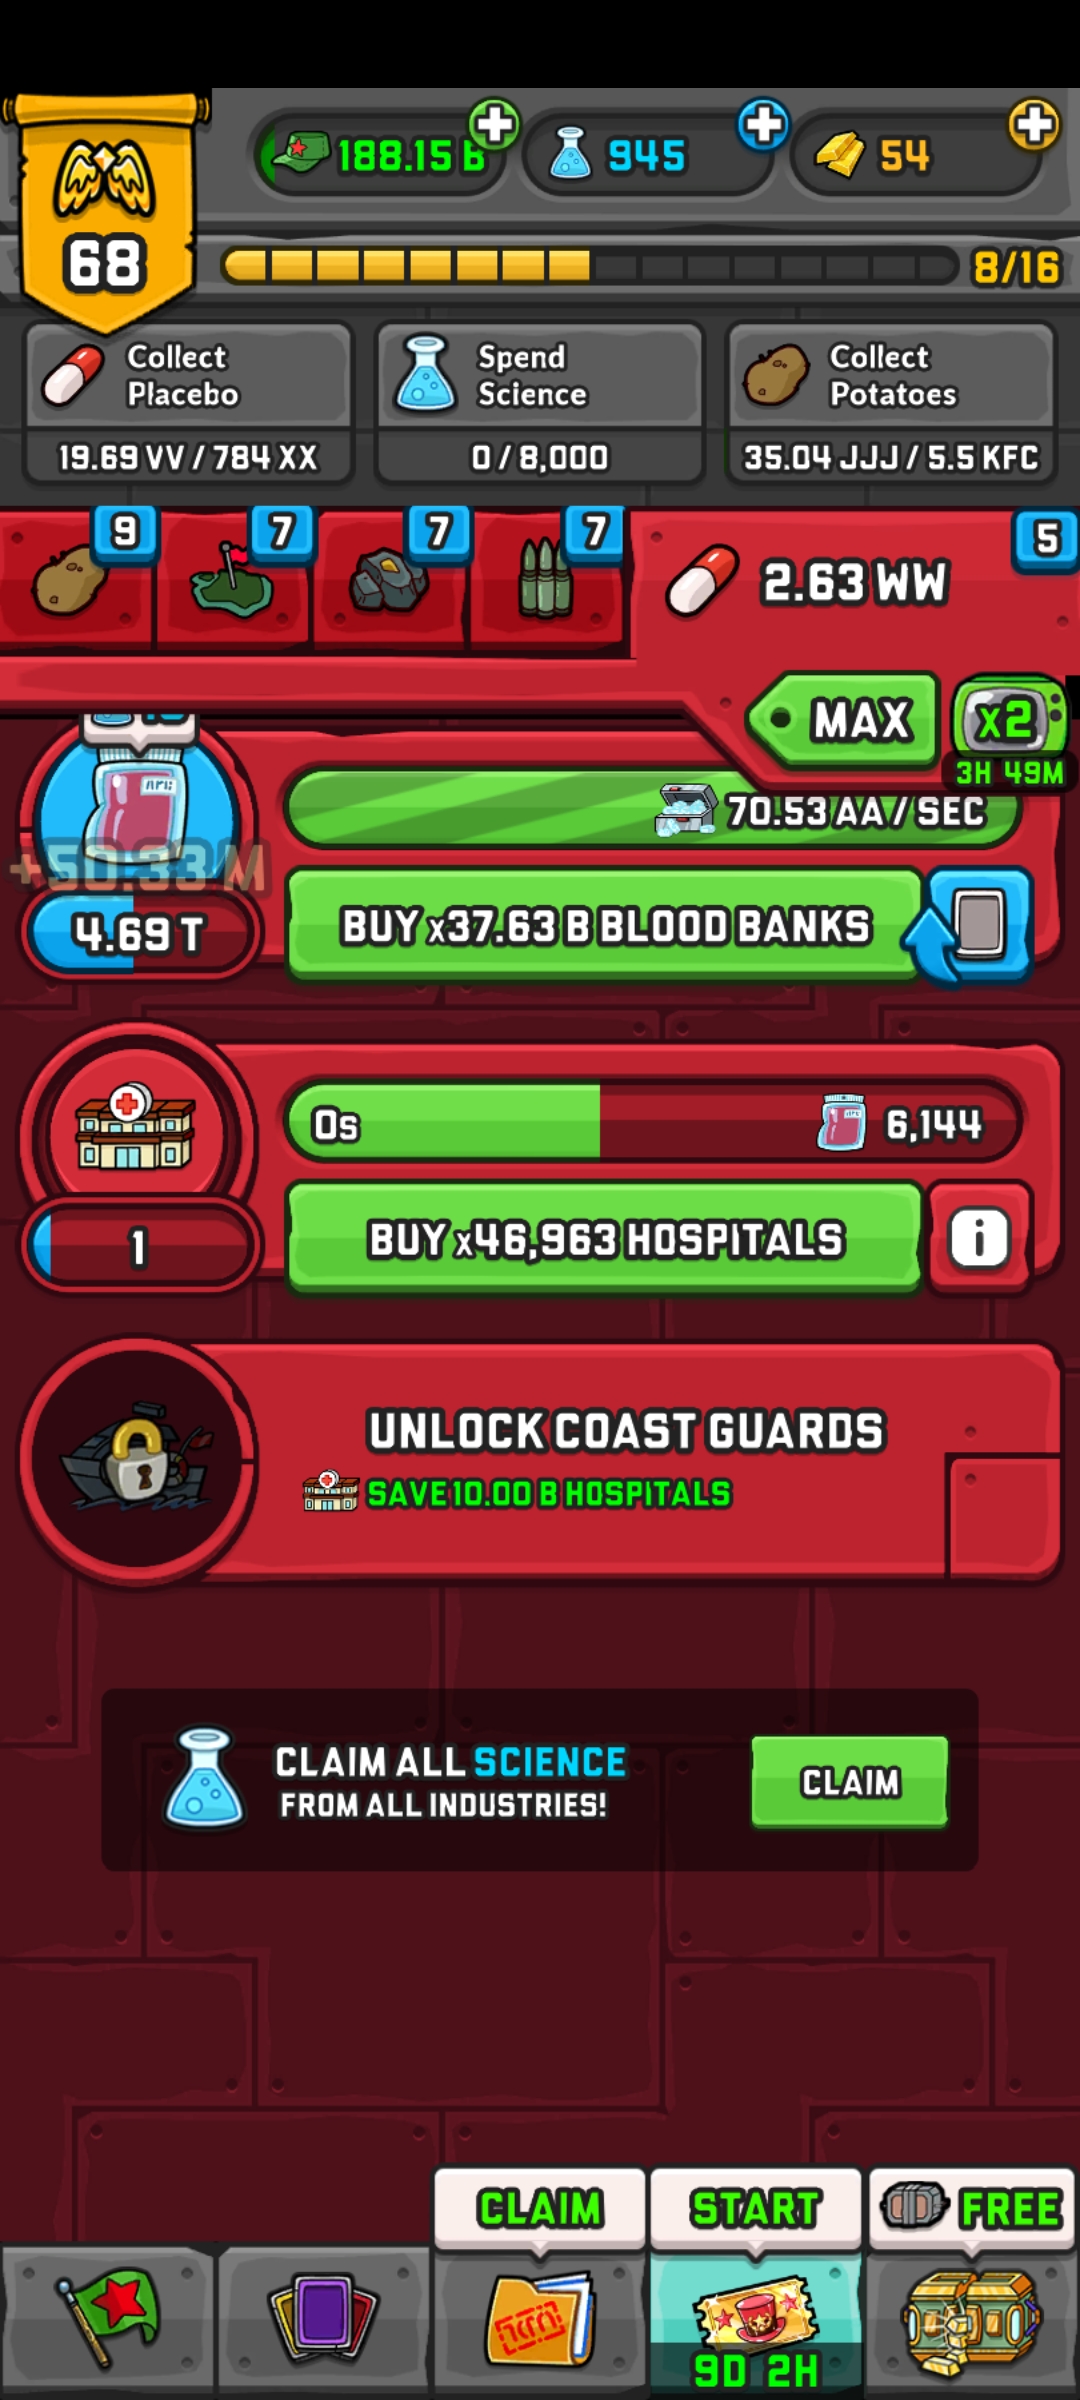 188.15 B
945
54
68
8/16
Collect
Placebo
19.69 VV / 784 XX
Spend
Science
0 / 8,000
Collect
Potatoes
35.04 JJJ / 5.5 KFC
9
7
7
7
5
2.63 WW
MAX
X2
3H 49M
70.53 AA / SEC
+50.33 M
4.69 T
BUY x37.63 B BLOOD BANKS
0s
6,144
1
BUY x46,963 HOSPITALS
i
UNLOCK COAST GUARDS
SAVE 10.00 B HOSPITALS
CLAIM ALL SCIENCE
FROM ALL INDUSTRIES!
CLAIM
CLAIM
START
FREE
9D 2H